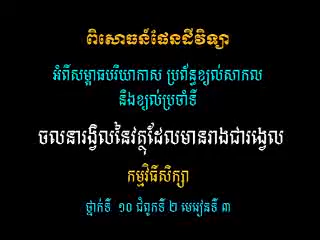 ពិសោធន៍ផែនដីវិទ្យា
អំពីសម្ពាធបរិយាកាស ប្រព័ន្ធខ្យល់សាកល
និងខ្យល់ប្រចាំទី
ចលនារង្វិលនៃវត្ថុដែលមានរាងជារង្វេល
កម្មវិធីសិក្សា
ថ្នាក់ទី ១០ ជំពូកទី ២ មេរៀនទី ៣